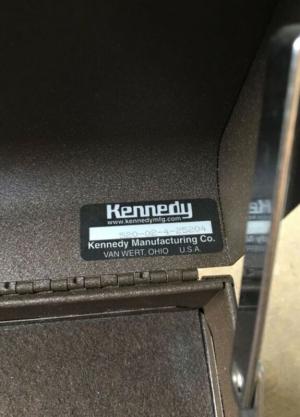 Kennedy
www.kennedymfg.com
520-02-4-25204
Kennedy Manufacturing Co.
VAN WERT, OHIO U.S.A.